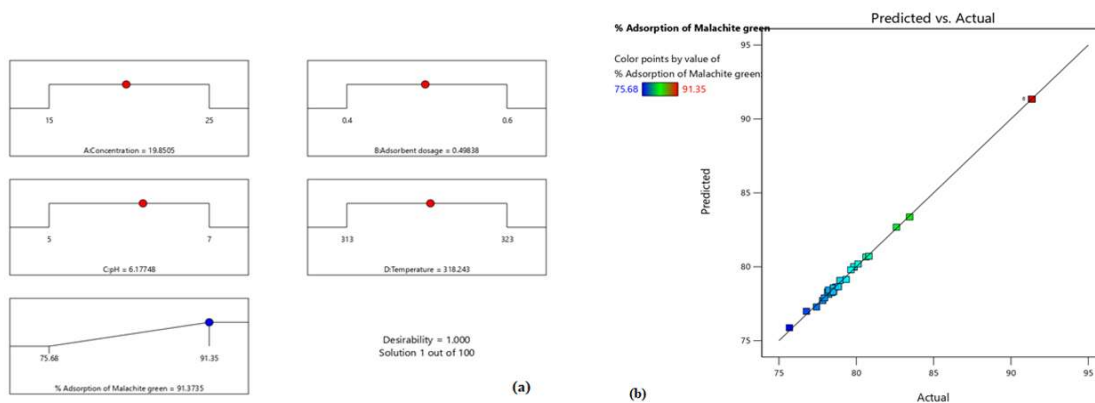 15
25
A:Concentration = 19.8505
0.4
0.6
B:Adsorbent dosage = 0.49838
5
7
C:pH = 6.17748
313
323
D:Temperature = 318.243
75.68
91.35
% Adsorption of Malachite green = 91.3735
Desirability = 1.000
Solution 1 out of 100
(a)
% Adsorption of Malachite green
Color points by value of
% Adsorption of Malachite green:
75.68
91.35
(b)
Predicted vs. Actual
Predicted
95
90
85
80
75
75
80
85
90
95
Actual